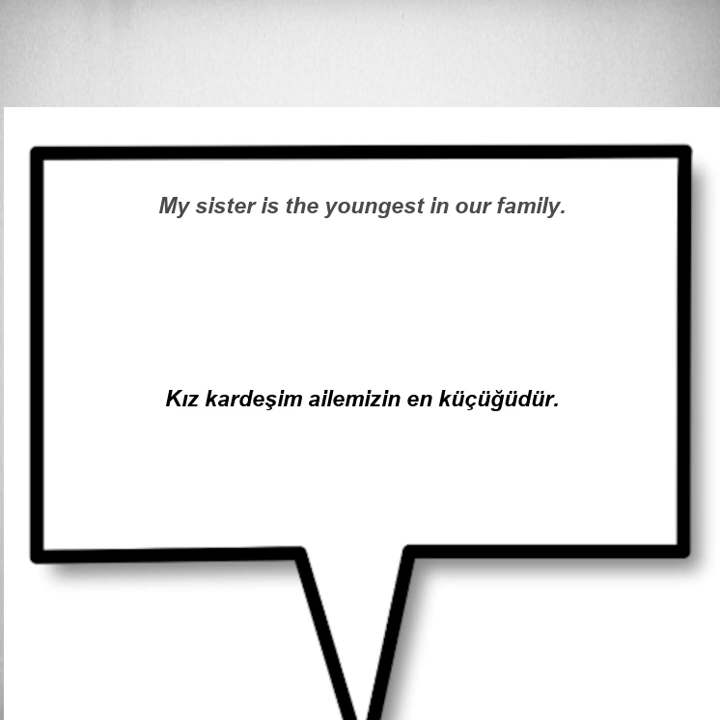 My sister is the youngest in our family.
Kız kardeşim ailemizin en küçüğüdür.